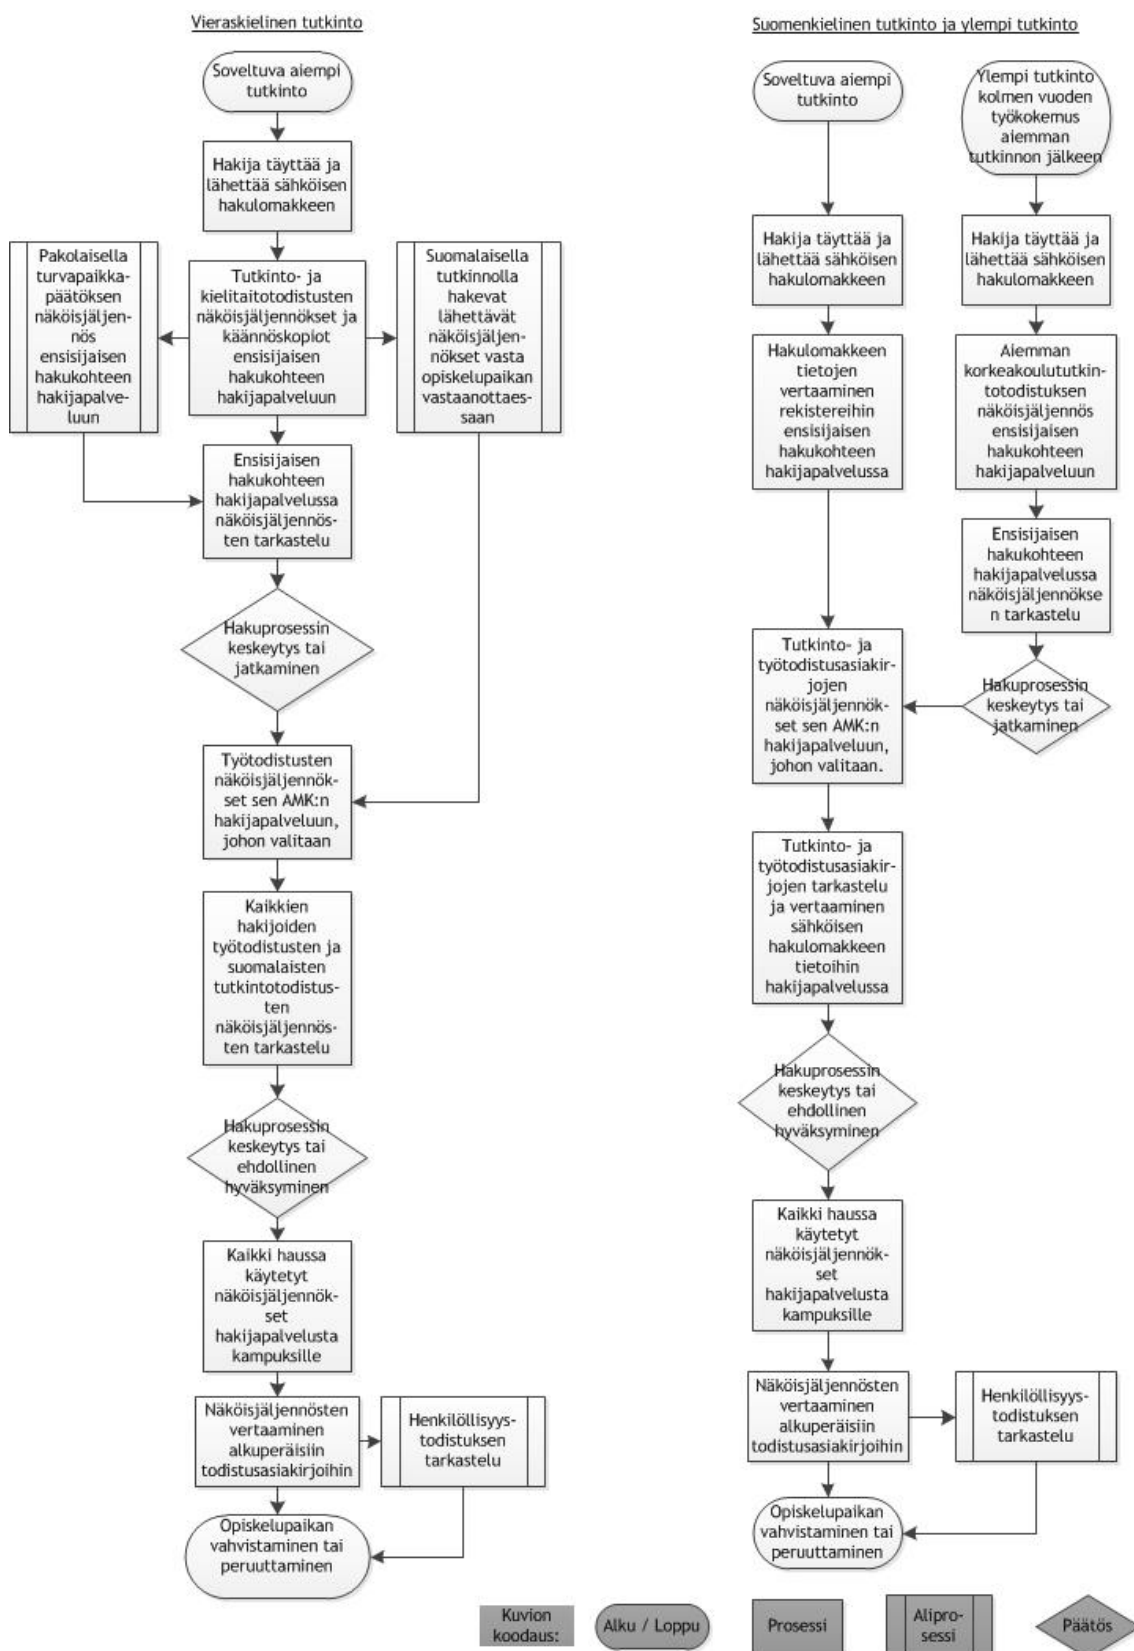 Vieraskielinen tutkinto
Soveltuva aiempi
tutkinto
Hakija täyttää ja
lähettää sähköisen
hakulomakkeen
Pakolaisella
turvapaikka-
päätöksen
näköisjäljen-
nös
ensisijaisen
hakukohteen
hakijapalve-
luun
Tutkinto- ja
kielitaitotodistusten
näköisjäljennökset ja
käännöskopiot
ensisijaisen
hakukohteen
hakijapalveluun
Suomalaisella
tutkinnolla
hakevat
lähettävät
näköisjäljen-
nökset vasta
opiskelupaikan
vastaanottaes-
saan
Ensisijaisen
hakukohteen
hakijapalvelussa
näköisjäljennös-
ten tarkastelu
Hakuprosessin
keskeytys tai
jatkaminen
Työtodistusten
näköisjäljennök-
set sen AMK:n
hakijapalveluun,
johon valitaan
Kaikkien
hakijoiden
työtodistusten ja
suomalaisten
tutkintotodistus-
ten
näköisjäljennös-
ten tarkastelu
Hakuprosessin
keskeytys tai
ehdollinen
hyväksyminen
Kaikki haussa
käytetyt
näköisjäljennök-
set
hakijapalvelusta
kampuksille
Näköisjäljennösten
vertaaminen
alkuperäisiin
todistusasiakirjoihin
Henkilöllisyys-
todistuksen
tarkastelu
Opiskelupaikan
vahvistaminen tai
peruuttaminen
Suomenkielinen tutkinto ja ylempi tutkinto
Soveltuva aiempi
tutkinto
Ylempi tutkinto
kolmen vuoden
työkokemus
aiemman
tutkinnon jälkeen
Hakija täyttää ja
lähettää sähköisen
hakulomakkeen
Hakija täyttää ja
lähettää sähköisen
hakulomakkeen
Hakulomakkeen
tietojen
vertaaminen
rekistereihin
ensisijaisen
hakukohteen
hakijapalvelussa
Aiemman
korkeakoulututkin-
totodistuksen
näköisjäljennös
ensisijaisen
hakukohteen
hakijapalveluun
Ensisijaisen
hakukohteen
hakijapalvelussa
näköisjäljennökse
n tarkastelu
Tutkinto- ja
työtodistusasiakir-
jojen
näköisjäljennök-
set sen AMK:n
hakijapalveluun,
johon valitaan.
Hakuprosessin
keskeytys tai
jatkaminen
Tutkinto- ja
työtodistusasiakir-
jojen tarkastelu
ja vertaaminen
sähköisen
hakulomakkeen
tietoihin
hakijapalvelussa
Hakuprosessin
keskeytys tai
ehdollinen
hyväksyminen
Kaikki haussa
käytetyt
näköisjäljennök-
set
hakijapalvelusta
kampuksille
Näköisjäljennösten
vertaaminen
alkuperäisiin
todistusasiakirjoihin
Henkilöllisyys-
todistuksen
tarkastelu
Opiskelupaikan
vahvistaminen tai
peruuttaminen
Kuvion
koodaus:
Alku / Loppu
Prosessi
Alipro-
sessi
Päätös